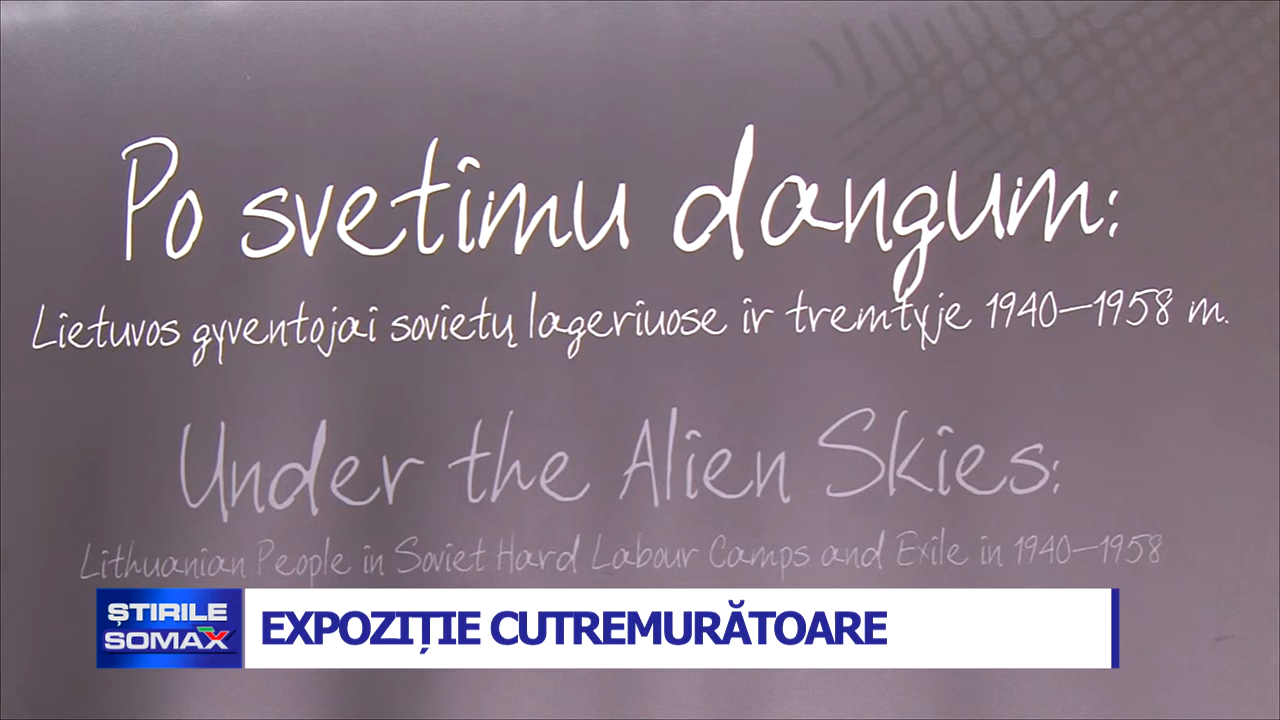 Po svetimu dangum:
Lietuvos gyventojai sovietų lageriuose ir tremtyje 1940–1958 m.
Under the Alien Skies:
Lithuanian People in Soviet Hard Labour Camps and Exile in 1940–1958
ȘTIRILE
SOMAX
EXPOZIȚIE CUTREMURĂTOARE